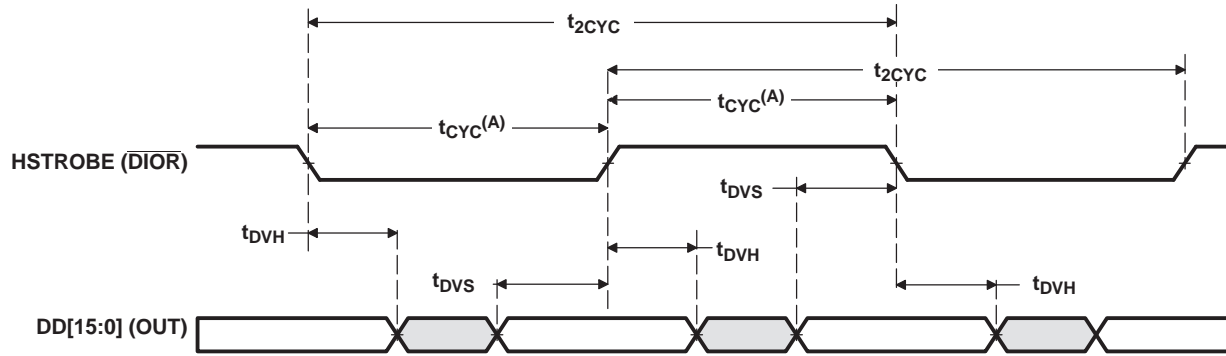 t2CYC
t2CYC
tCYC(A)
tCYC(A)
HSTROBE (DIOR)
tDVS
tDVH
tDVH
tDVS
tDVH
DD[15:0] (OUT)